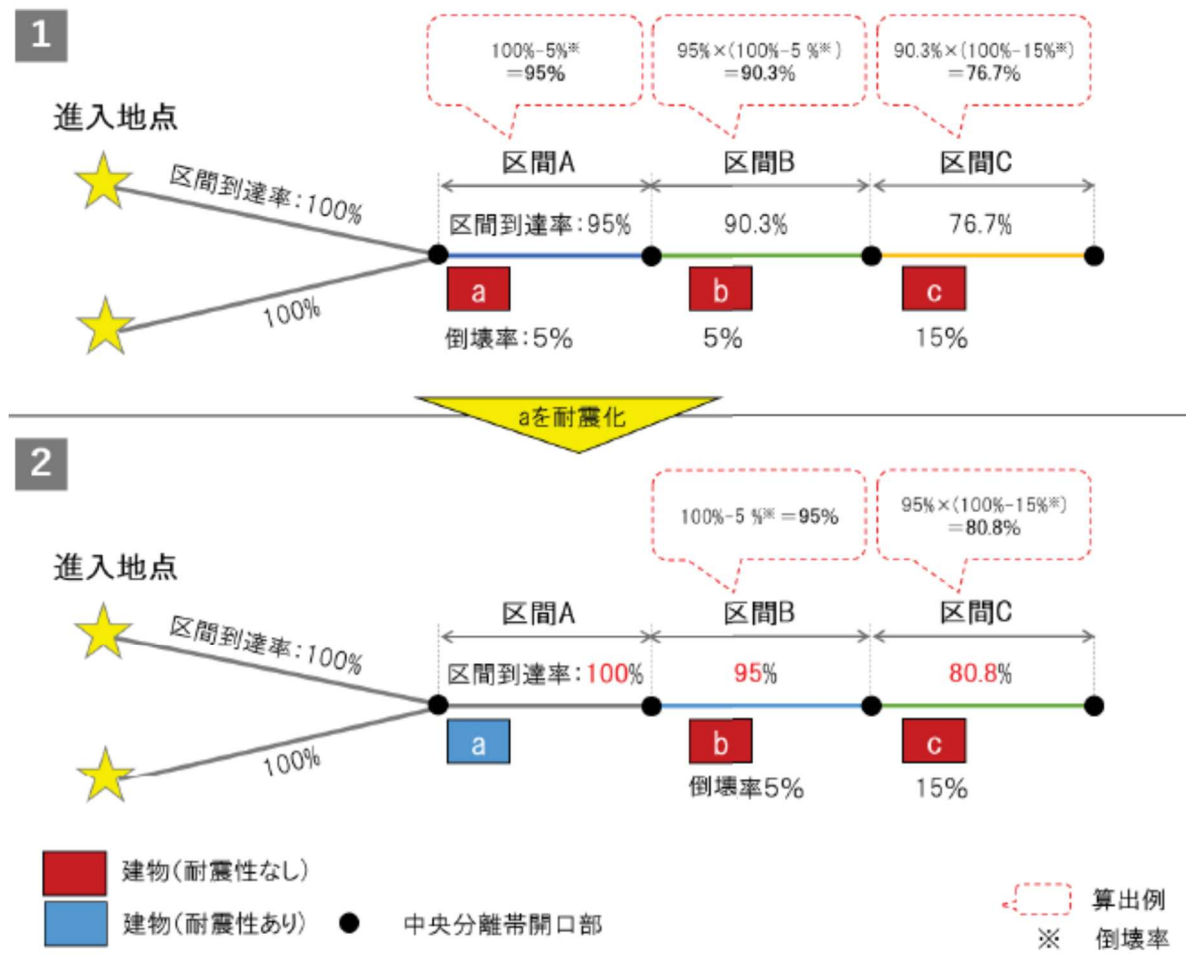 1
100%-5%※
=95%
95%×(100%-5 %※)
=90.3%
90.3%×(100%-15%※)
=76.7%
進入地点
区間A
区間B
区間C
区間到達率:100%
区間到達率:95%
90.3%
76.7%
100%
a
b
c
倒壊率:5%
5%
15%
aを耐震化
2
100%-5 %※ =95%
95%×(100%-15%※)
=80.8%
進入地点
区間A
区間B
区間C
区間到達率:100%
区間到達率:100%
95%
80.8%
100%
a
b
c
倒壊率5%
15%
建物(耐震性なし)
建物(耐震性あり)
中央分離帯開口部
算出例
※ 倒壊率